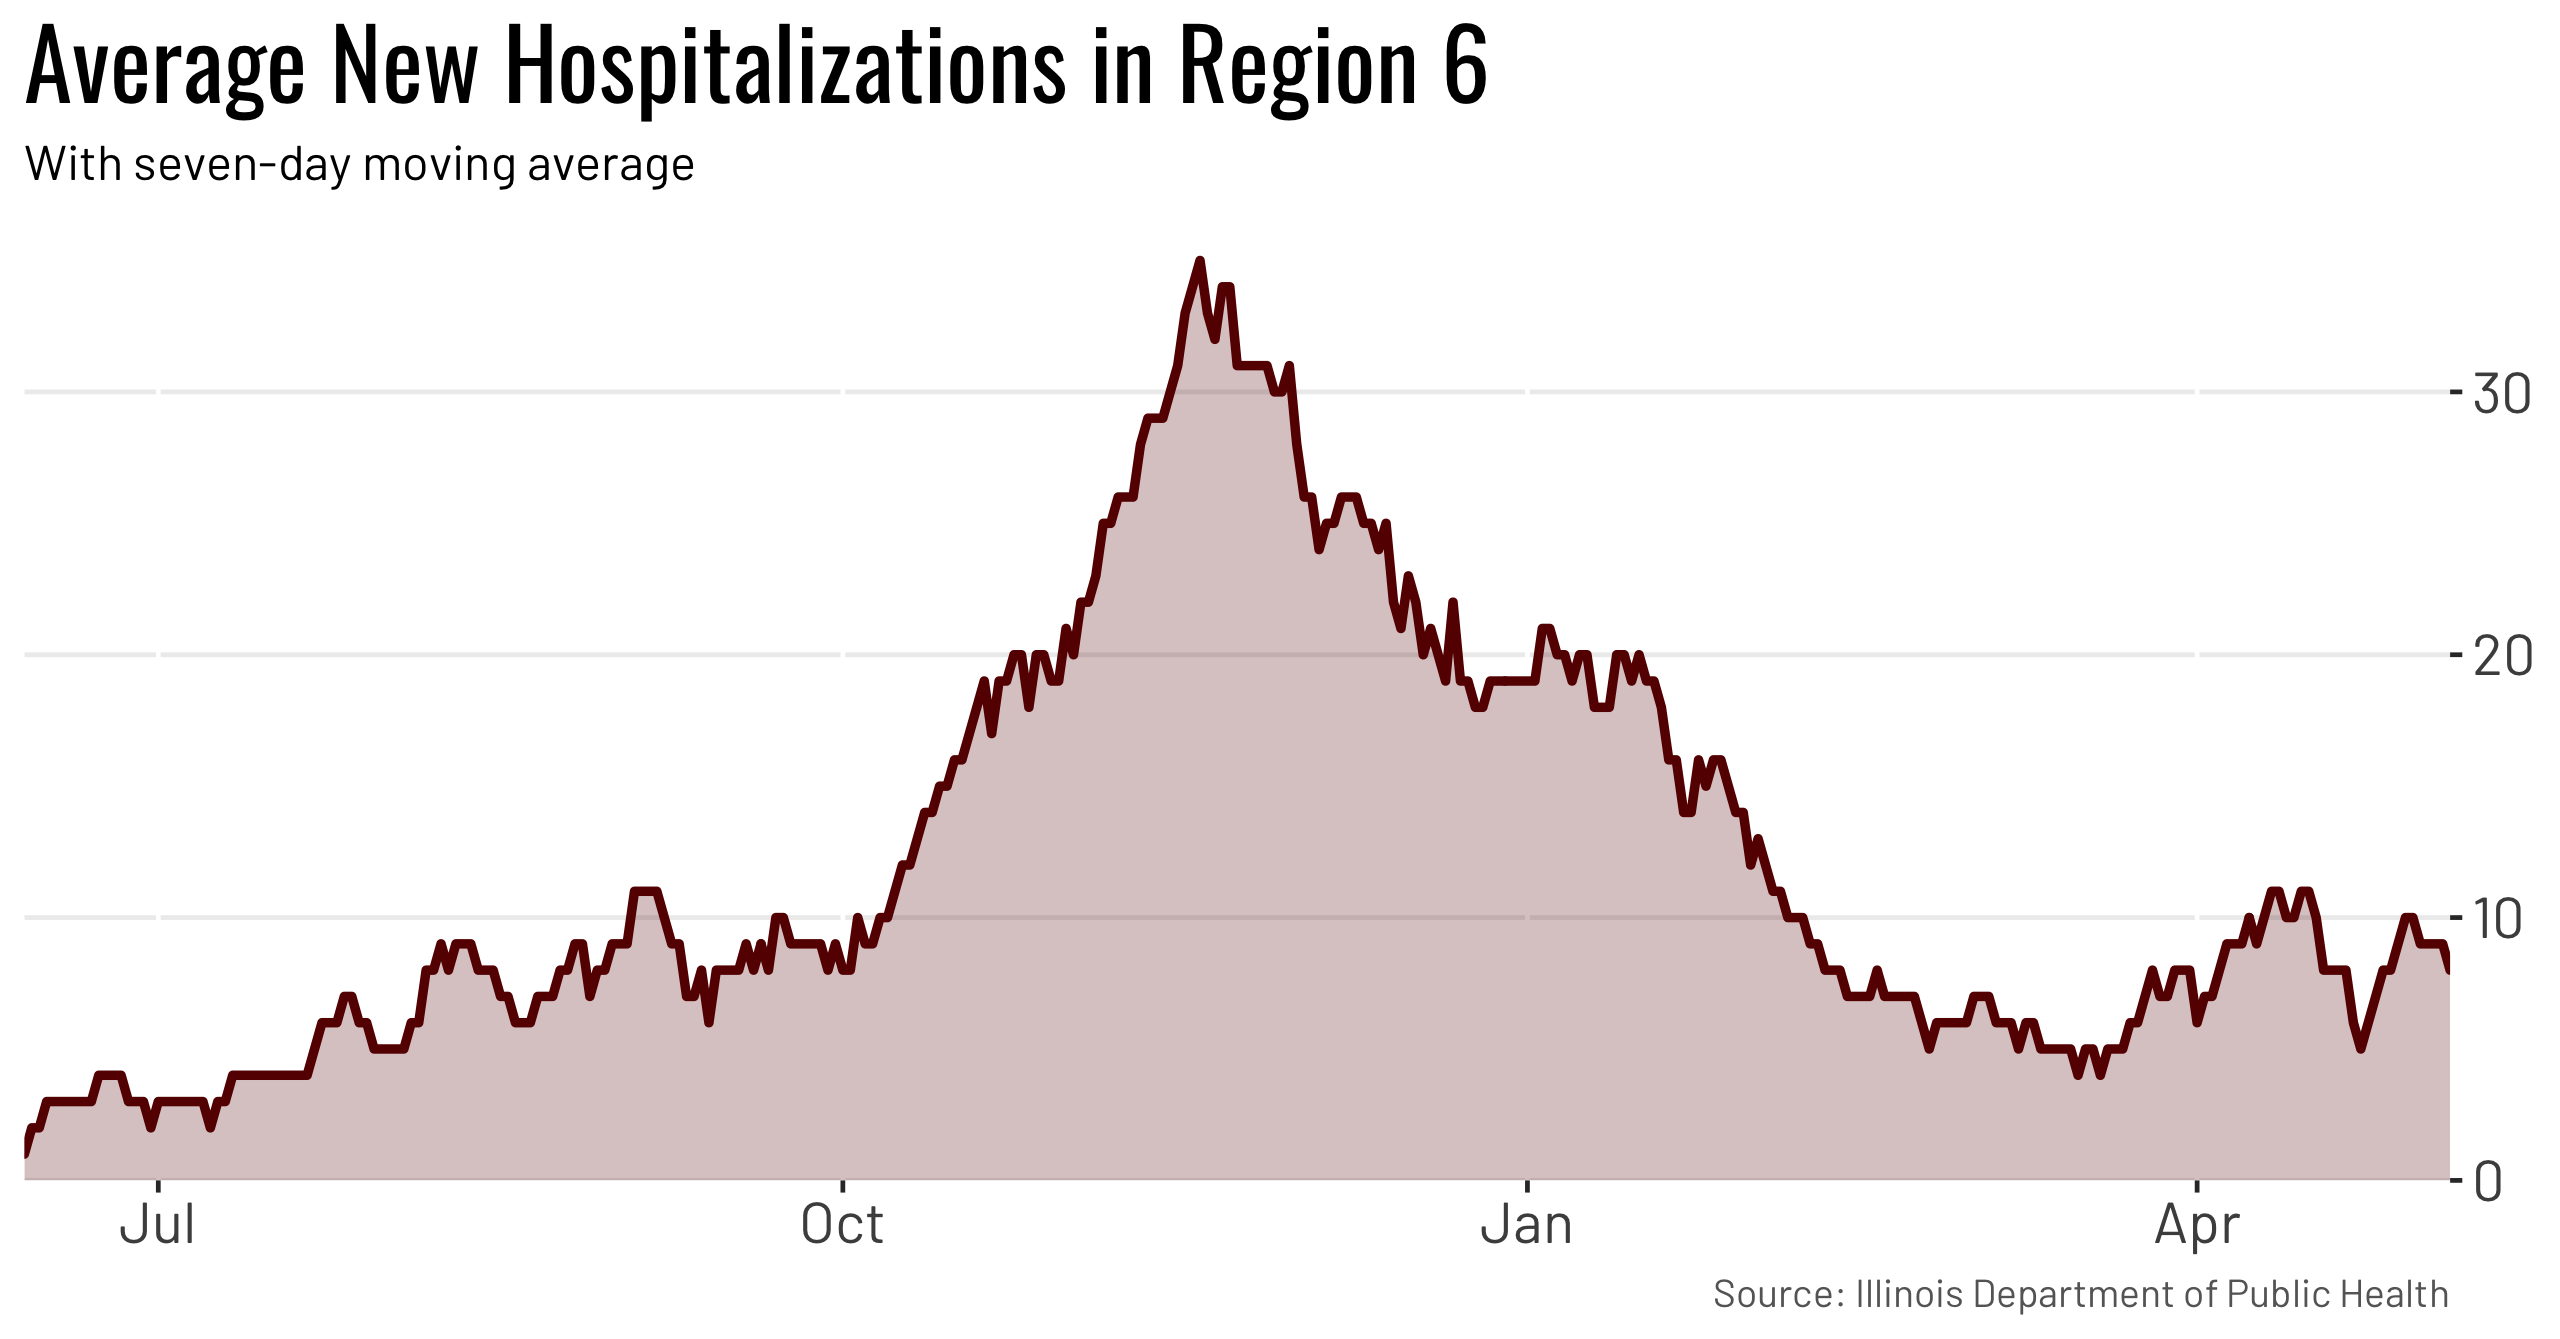 Average New Hospitalizations in Region 6
With seven-day moving average
30
20
10
0
Jul Oct Jan Apr
Source: Illinois Department of Public Health